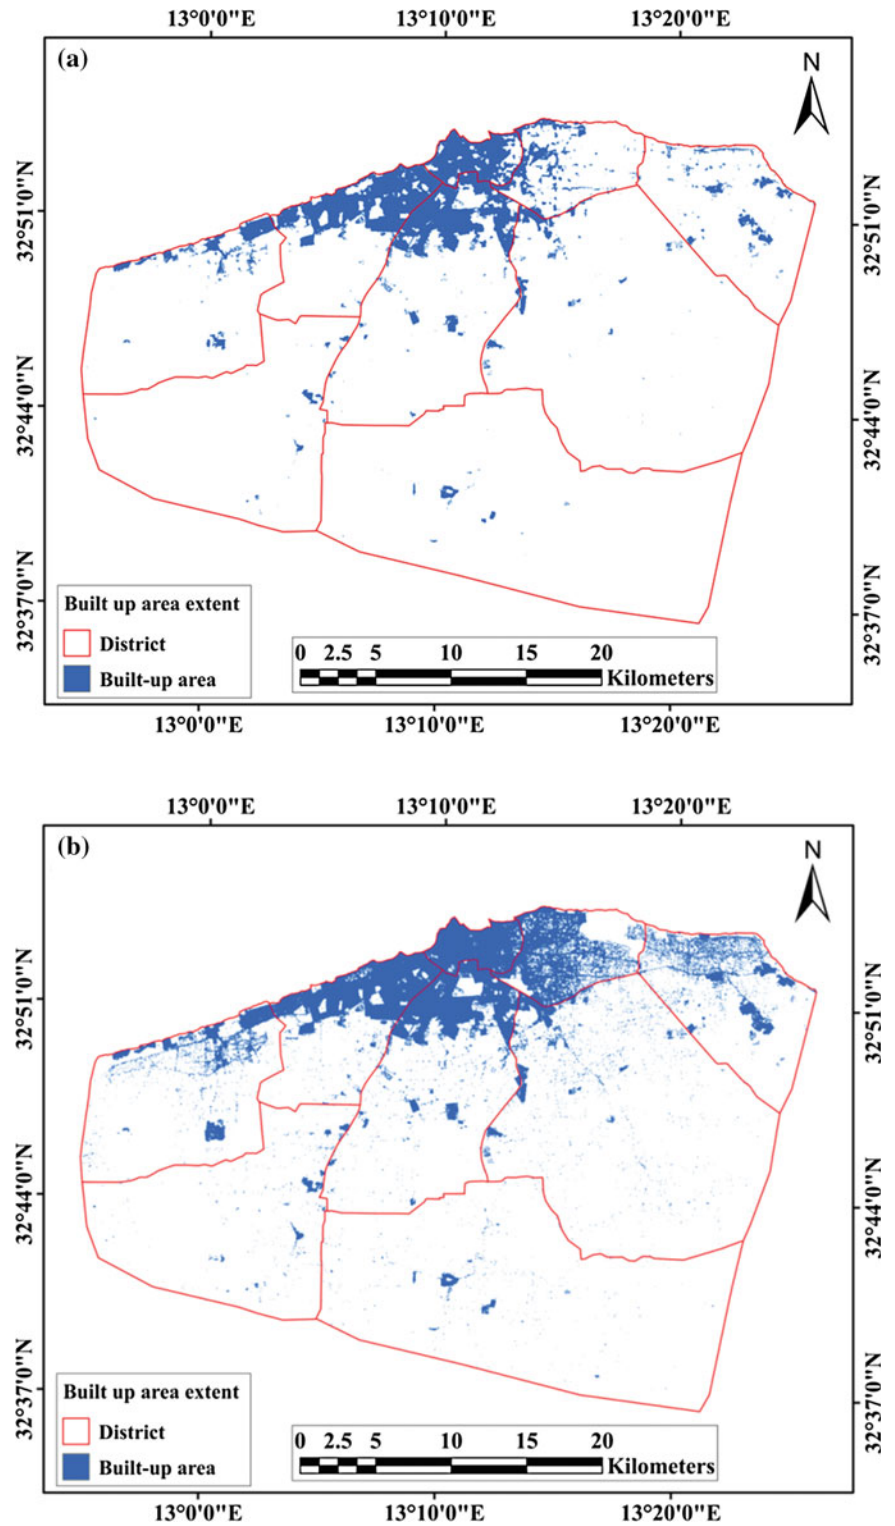 13°0'0"E 13°10'0"E 13°20'0"E
(a)
N
32°51'0"N
32°51'0"N
32°44'0"N
32°44'0"N
32°37'0"N
32°37'0"N
Built up area extent
District
Built-up area
0 2.5 5 10 15 20
Kilometers
13°0'0"E 13°10'0"E 13°20'0"E
13°0'0"E 13°10'0"E 13°20'0"E
(b)
N
32°51'0"N
32°51'0"N
32°44'0"N
32°44'0"N
32°37'0"N
32°37'0"N
Built up area extent
District
Built-up area
0 2.5 5 10 15 20
Kilometers
13°0'0"E 13°10'0"E 13°20'0"E